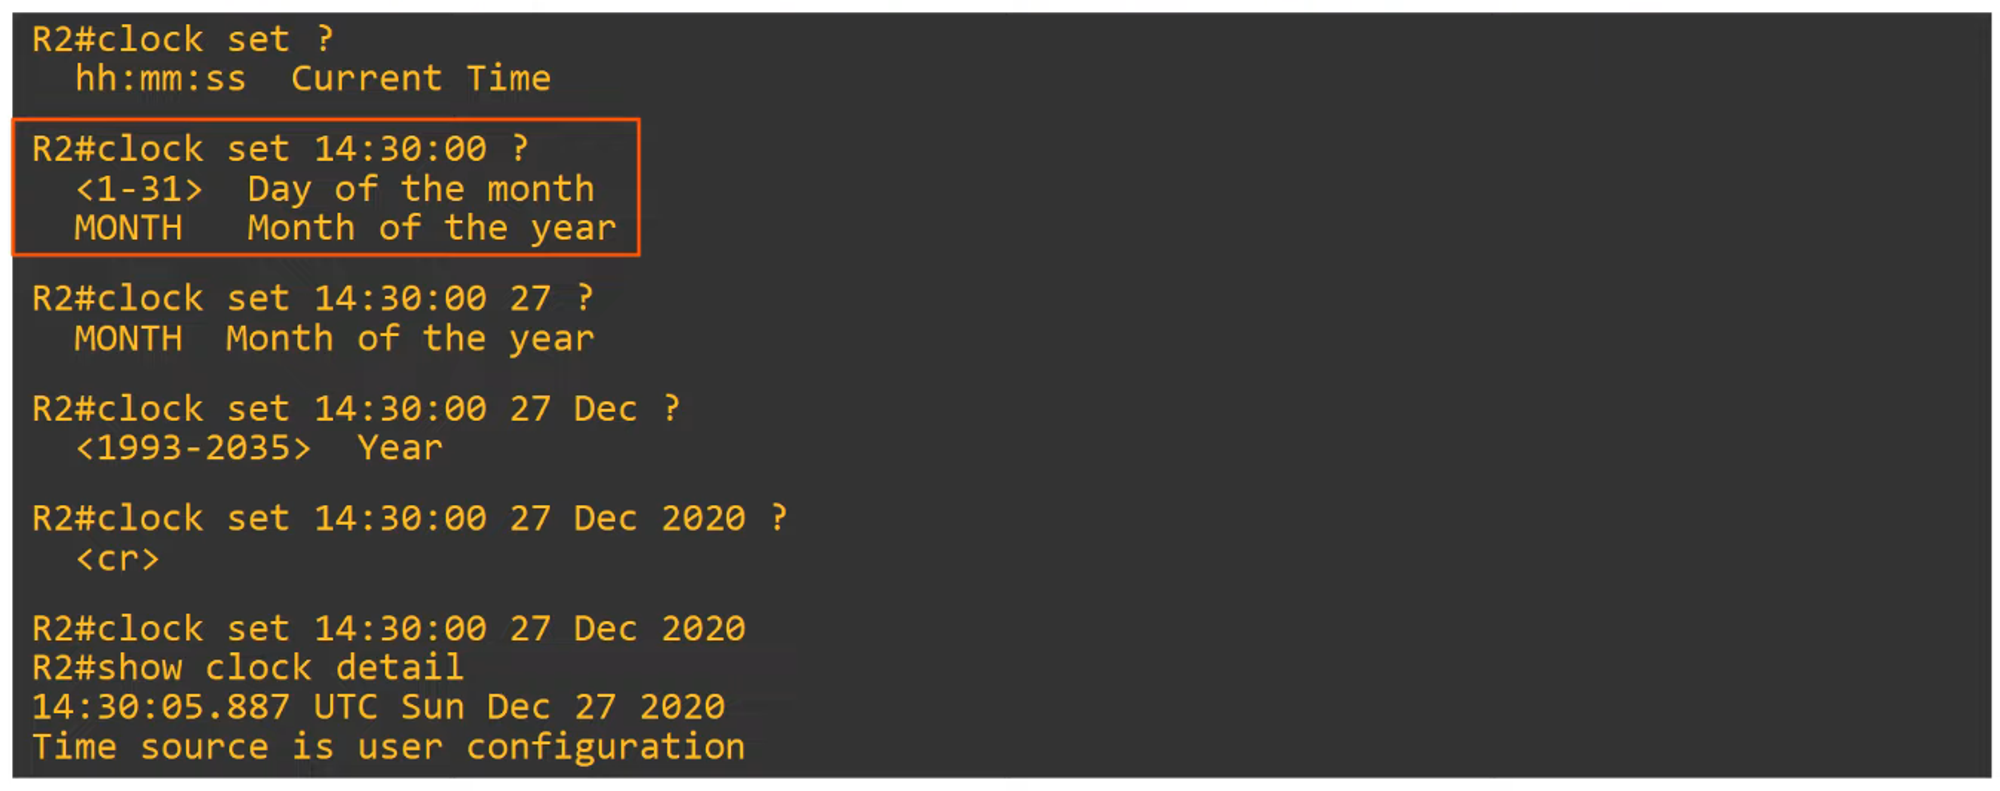 R2#clock set ?
hh:mm:ss Current Time
R2#clock set 14:30:00 ?
<1-31> Day of the month
MONTH Month of the year
R2#clock set 14:30:00 27 ?
MONTH Month of the year
R2#clock set 14:30:00 27 Dec ?
<1993-2035> Year
R2#clock set 14:30:00 27 Dec 2020 ?
<cr>
R2#clock set 14:30:00 27 Dec 2020
R2#show clock detail
14:30:05.887 UTC Sun Dec 27 2020
Time source is user configuration